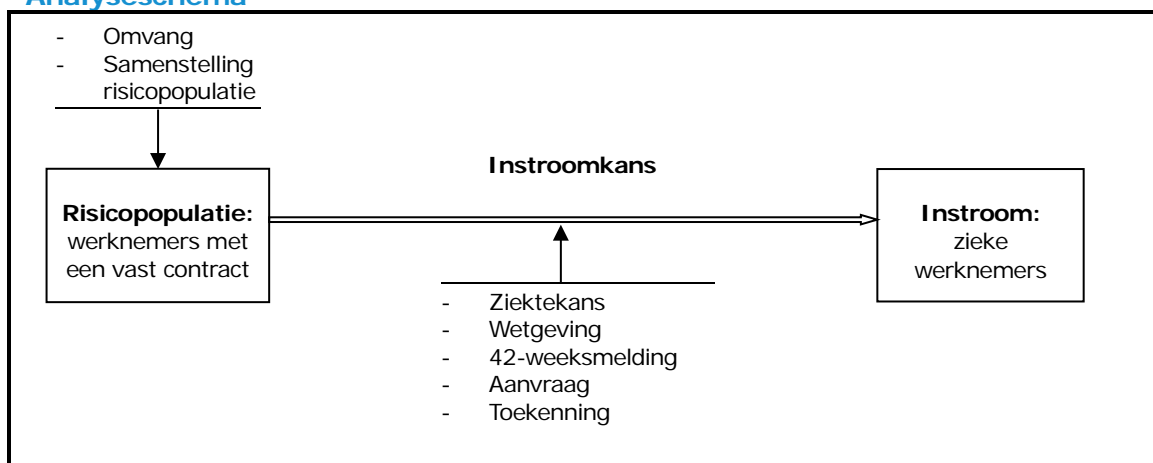 Analyseschema
- Omvang
- Samenstelling
risicopopulatie
Instroomkans
Risicopopulatie:
werknemers met
een vast contract
Instroom:
zieke
werknemers
- Ziektekans
- Wetgeving
- 42-weeksmelding
- Aanvraag
- Toekenning